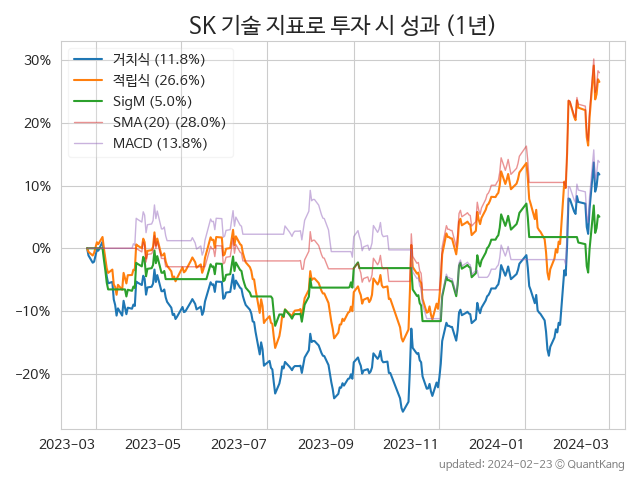 SK 기술 지표로 투자 시 성과 (1년)
30%
20%
10%
0%
−10%
−20%
거치식 (11.8%)
적립식 (26.6%)
SigM (5.0%)
SMA(20) (28.0%)
MACD (13.8%)
2023-03
2023-05
2023-07
2023-09
2023-11
2024-01
2024-03
updated: 2024-02-23 ⓒ QuantKang